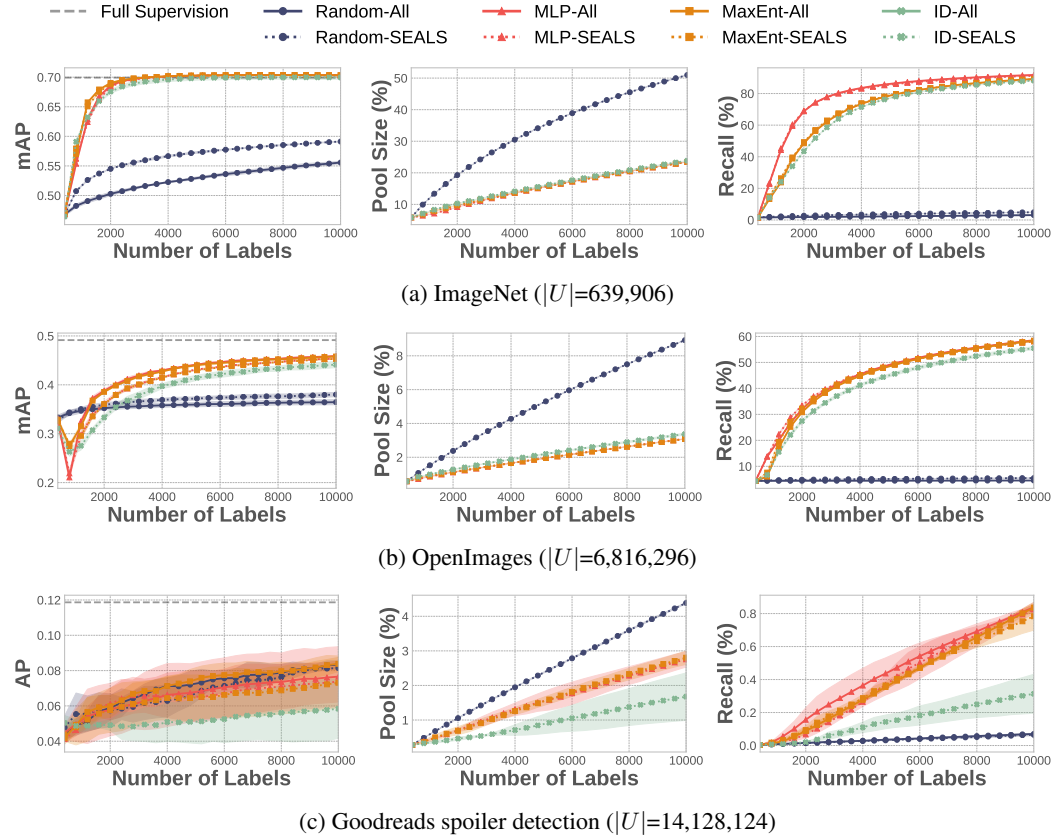 Full Supervision Random-All MLP-All MaxEnt-All ID-All
Random-SEALS MLP-SEALS MaxEnt-SEALS ID-SEALS
mAP
0.70
0.65
0.60
0.55
0.50
2000 4000 6000 8000 10000
Number of Labels
Pool Size (%)
50
40
30
20
10
2000 4000 6000 8000 10000
Number of Labels
Recall (%)
80
60
40
20
0
2000 4000 6000 8000 10000
Number of Labels
(a) ImageNet (|U|=639,906)
mAP
0.5
0.4
0.3
0.2
2000 4000 6000 8000 10000
Number of Labels
Pool Size (%)
8
6
4
2
2000 4000 6000 8000 10000
Number of Labels
Recall (%)
60
50
40
30
20
10
2000 4000 6000 8000 10000
Number of Labels
(b) OpenImages (|U|=6,816,296)
AP
0.12
0.10
0.08
0.06
0.04
2000 4000 6000 8000 10000
Number of Labels
Pool Size (%)
4
3
2
1
2000 4000 6000 8000 10000
Number of Labels
Recall (%)
0.8
0.6
0.4
0.2
0.0
2000 4000 6000 8000 10000
Number of Labels
(c) Goodreads spoiler detection (|U|=14,128,124)